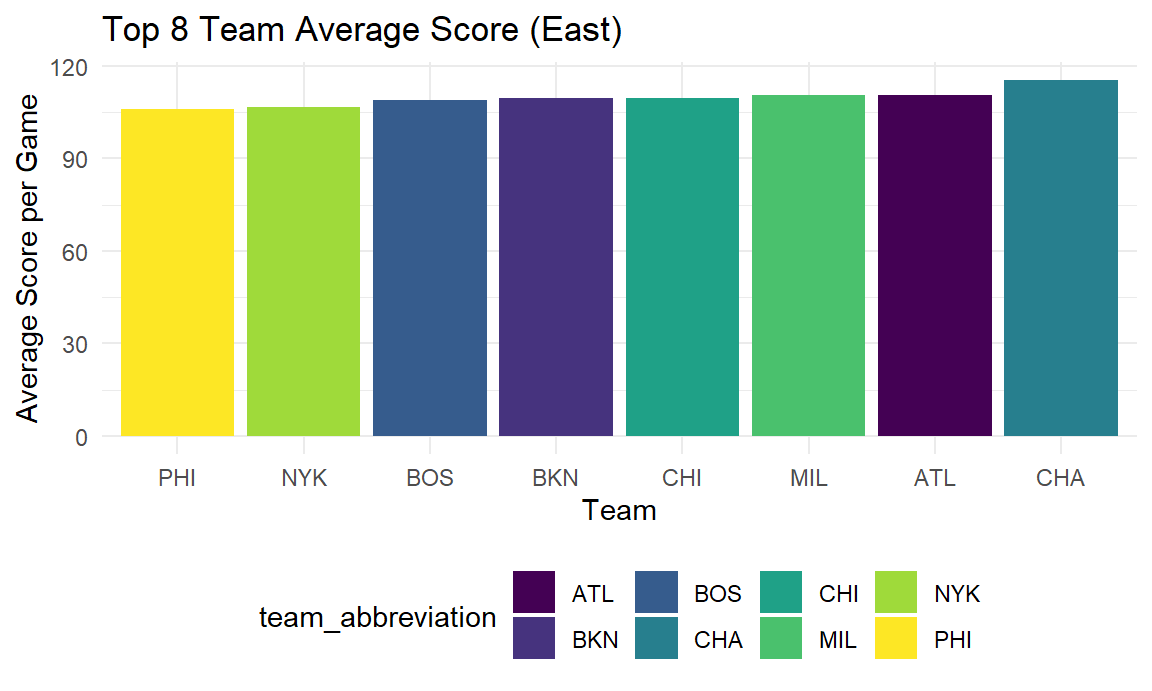 Top 8 Team Average Score (East)
Average Score per Game
120
90
60
30
0
PHI NYK BOS BKN CHI MIL ATL CHA
Team
team_abbreviation
ATL BOS CHI NYK
BKN CHA MIL PHI